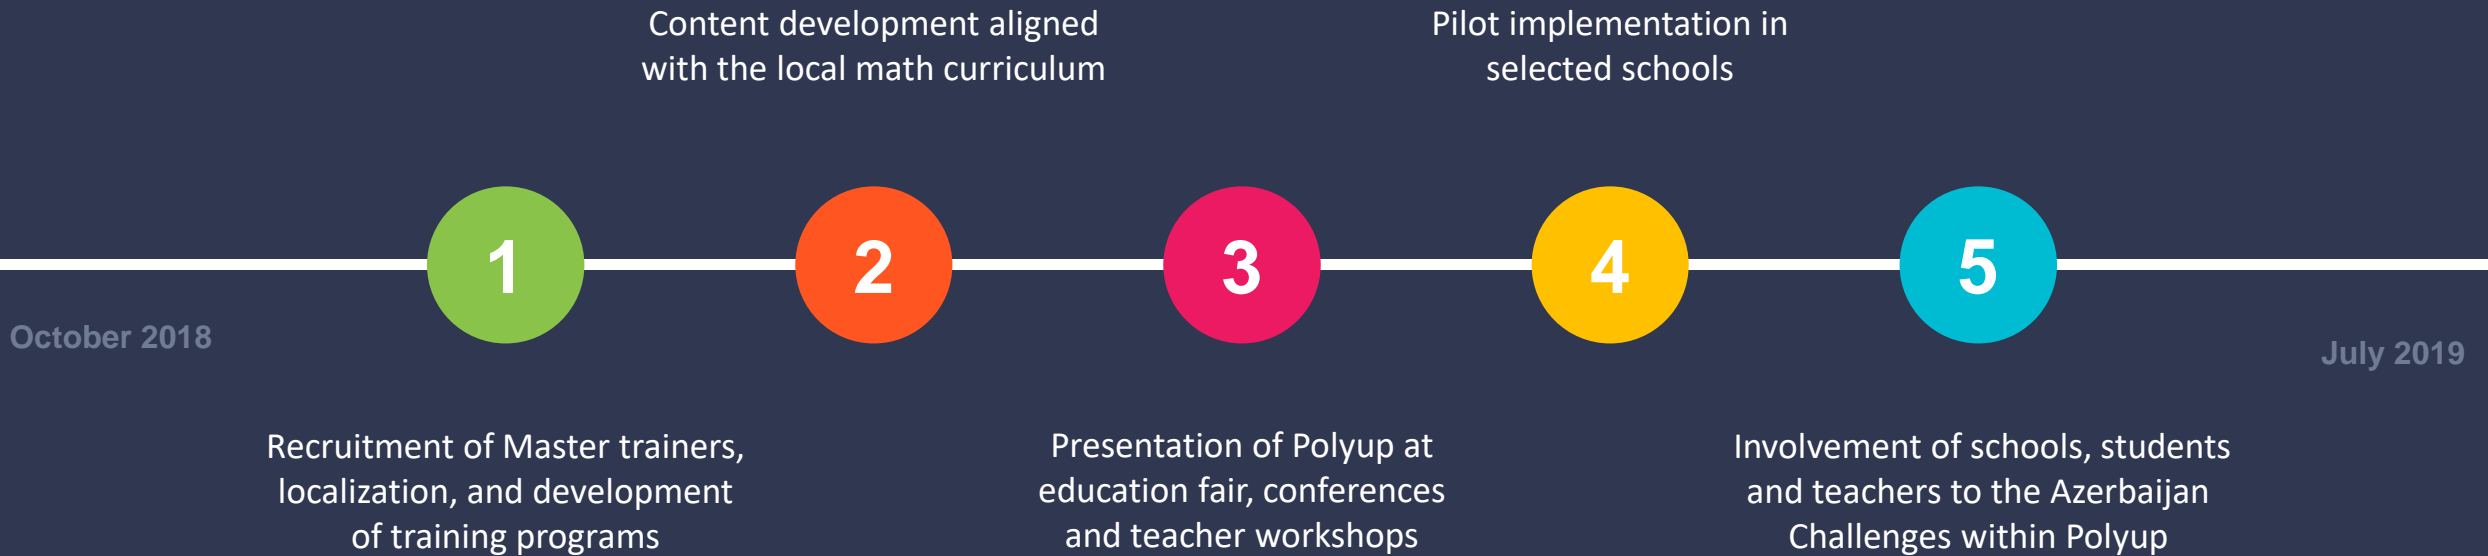 Content development aligned
with the local math curriculum
Pilot implementation in
selected schools
1
2
3
4
5
October 2018
July 2019
Recruitment of Master trainers,
localization, and development
of training programs
Presentation of Polyup at
education fair, conferences
and teacher workshops
Involvement of schools, students
and teachers to the Azerbaijan
Challenges within Polyup